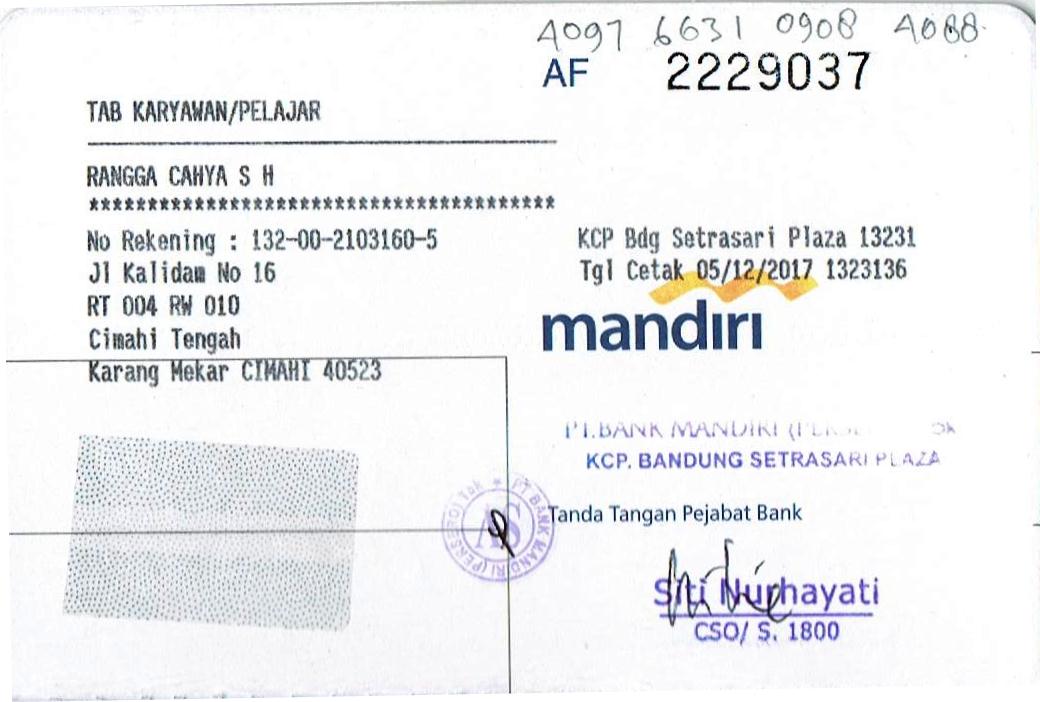 4097 6631 0908 4088
AF 2229037
TAB KARYAWAN/PELAJAR
RANGGA CAHYA S H
****************************************
No Rekening : 132-00-2103160-5
Jl Kalidam No 16
RT 004 RW 010
Cimahi Tengah
Karang Mekar CIMAHI 40523
KCP Bdg Setrasari Plaza 13231
Tgl Cetak 05/12/2017 1323136
mandiri
PT.BANK MANDIRI
KCP. BANDUNG SETRASARI PLAZA
PT BANK MANDIRI (PERSERO) Tbk
Tanda Tangan Pejabat Bank
Siti Nurhayati
CSO/ S. 1800